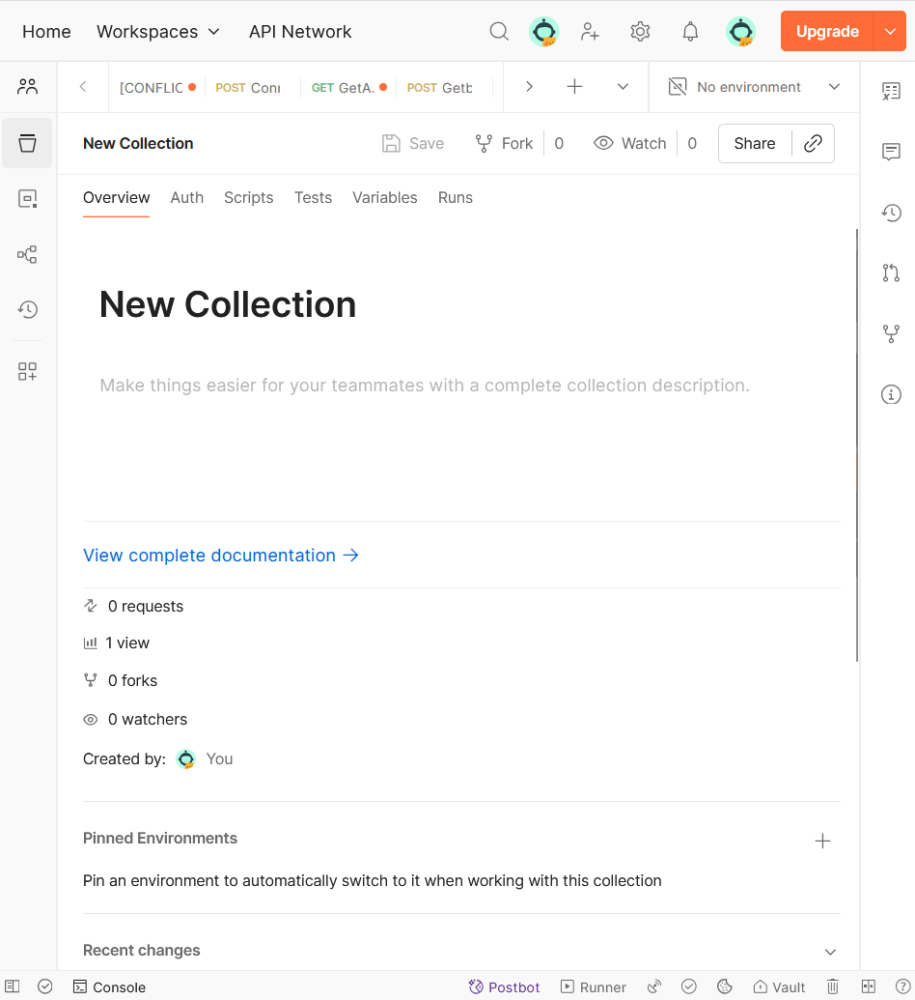 Home Workspaces API Network Upgrade
[CONFLIC POST Con GET GetA. POST Getb No environment
New Collection Save Fork 0 Watch 0 Share
Overview Auth Scripts Tests Variables Runs
New Collection
Make things easier for your teammates with a complete collection description.
View complete documentation →
0 requests
1 view
0 forks
0 watchers
Created by: You
Pinned Environments
Pin an environment to automatically switch to it when working with this collection
Recent changes
Console Postbot Runner Vault